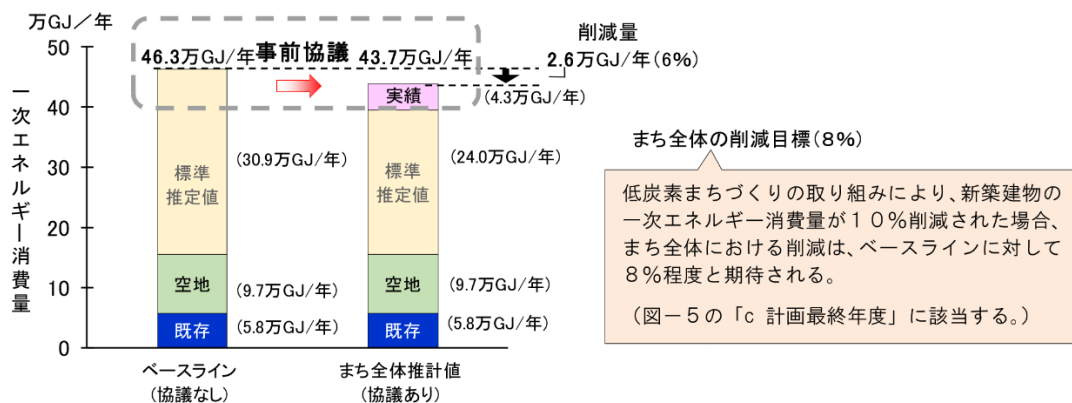 万GJ/年
一次エネルギー消費量
50
40
30
20
10
0
46.3万GJ/年
事前協議
43.7万GJ/年
削減量
2.6万GJ/年(6%)
(4.3万GJ/年)
実績
標準
推定値
(30.9万GJ/年)
標準
推定値
(24.0万GJ/年)
空地
(9.7万GJ/年)
空地
(9.7万GJ/年)
既存
(5.8万GJ/年)
既存
(5.8万GJ/年)
ベースライン
(協議なし)
まち全体推計値
(協議あり)
まち全体の削減目標(8%)
低炭素まちづくりの取り組みにより、新築建物の
一次エネルギー消費量が10%削減された場合、
まち全体における削減は、ベースラインに対して
8%程度と期待される。
(図-5の「c 計画最終年度」に該当する。)